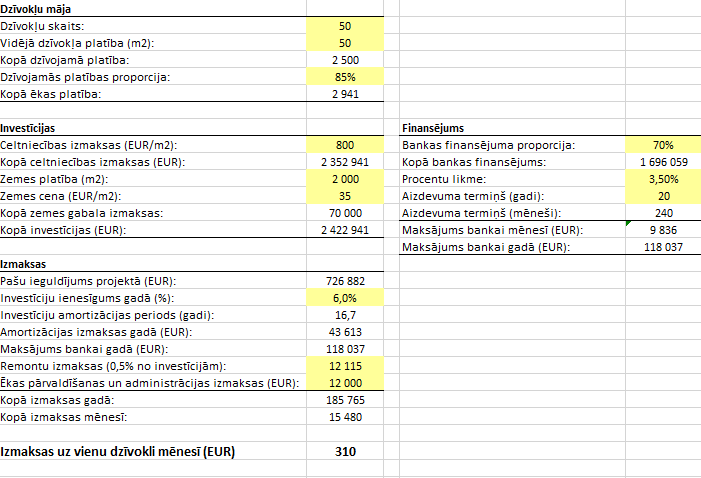 Dzīvokļu māja
Dzīvokļu skaits: 50
Vidējā dzīvokļa platība (m2): 50
Kopā dzīvojamā platība: 2 500
Dzīvojamās platības proporcija: 85%
Kopā ēkas platība: 2 941
Investīcijas
Celtniecības izmaksas (EUR/m2): 800
Kopā celtniecības izmaksas (EUR): 2 352 941
Zemes platība (m2): 2 000
Zemes cena (EUR/m2): 35
Kopā zemes gabala izmaksas: 70 000
Kopā investīcijas (EUR): 2 422 941
Finansējums
Bankas finansējuma proporcija: 70%
Kopā bankas finansējums: 1 696 059
Procentu likme: 3,50%
Aizdevuma termiņš (gadi): 20
Aizdevuma termiņš (mēneši): 240
Maksājums bankai mēnesī (EUR): 9 836
Maksājums bankai gadā (EUR): 118 037
Izmaksas
Pašu ieguldījums projektā (EUR): 726 882
Investīciju ienesīgums gadā (%): 6,0%
Investīciju amortizācijas periods (gadi): 16,7
Amortizācijas izmaksas gadā (EUR): 43 613
Maksājums bankai gadā (EUR): 118 037
Remontu izmaksas (0,5% no investīcijām): 12 115
Ēkas pārvaldīšanas un administrācijas izmaksas (EUR): 12 000
Kopā izmaksas gadā: 185 765
Kopā izmaksas mēnesī: 15 480
Izmaksas uz vienu dzīvokli mēnesī (EUR) 310